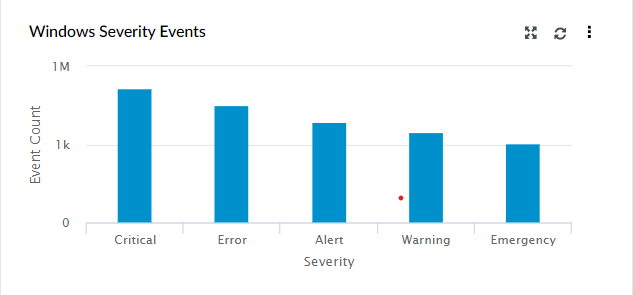 Windows Severity Events
1M
1k
0
Event Count
Critical
Error
Alert
Warning
Emergency
Severity